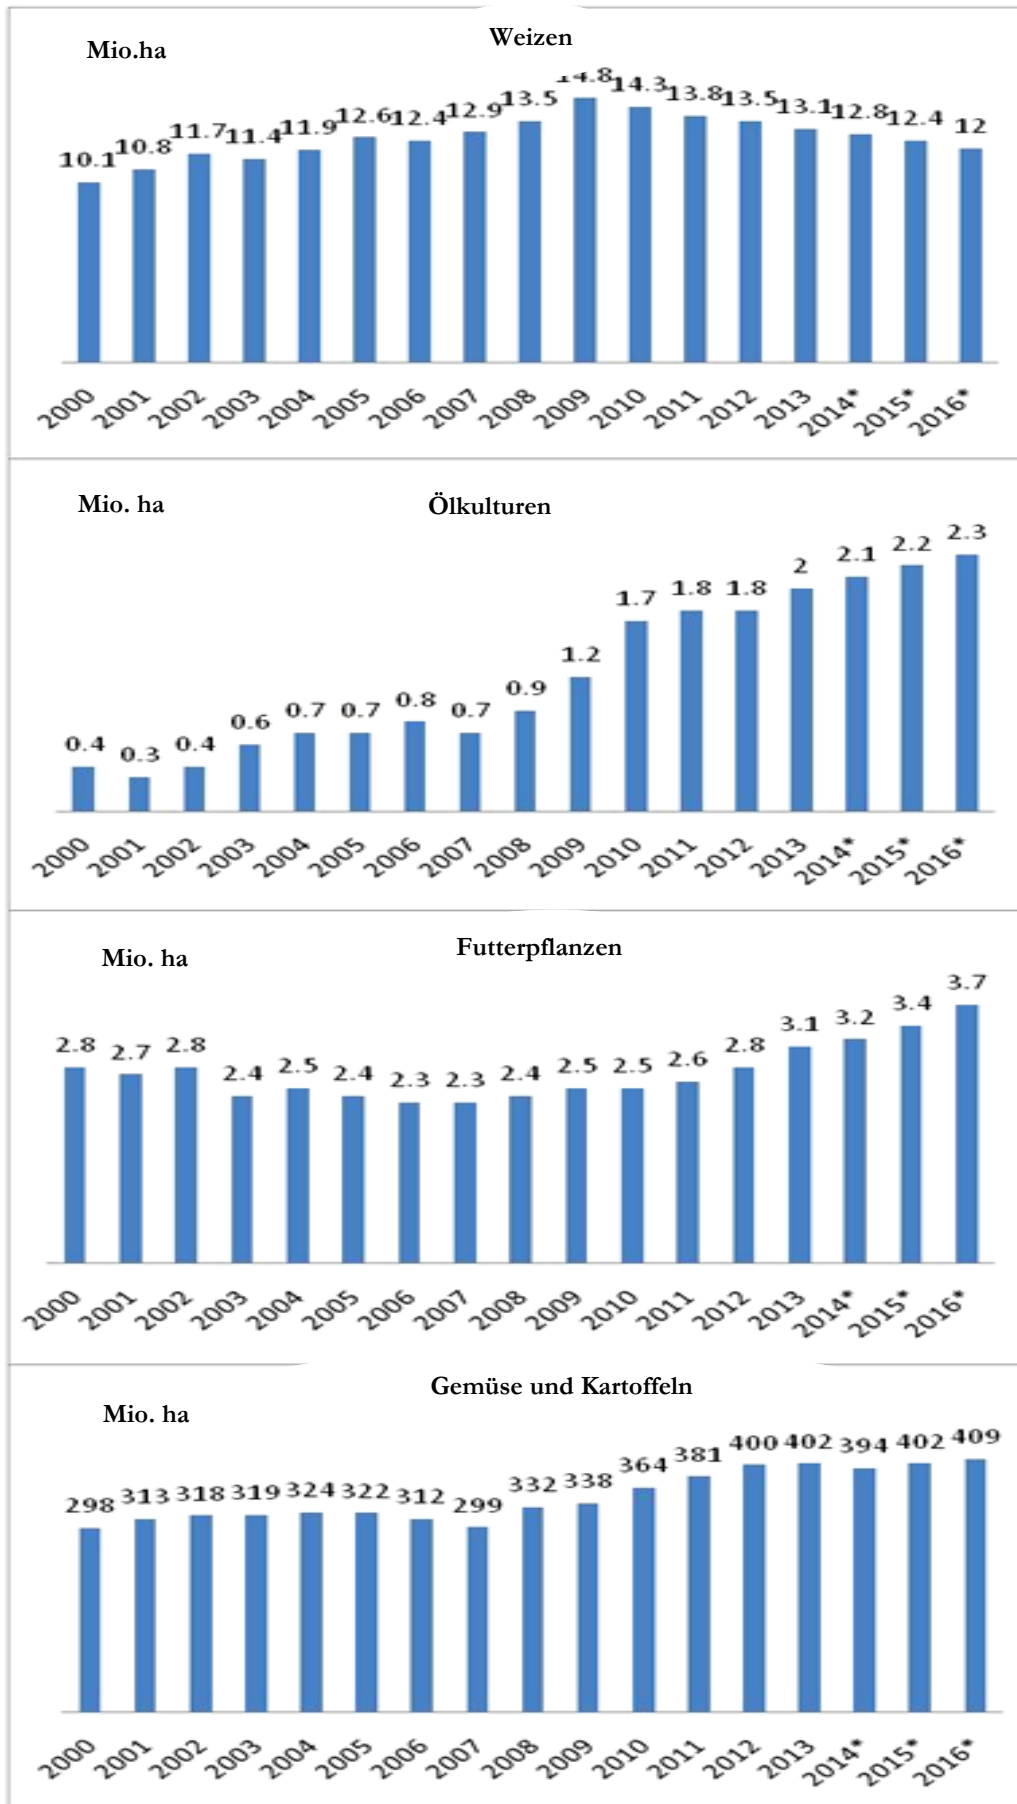 Weizen
Mio.ha
10.1 10.8 11.7 11.4 11.9 12.6 12.4 12.9 13.5 14.8 14.3 13.8 13.5 13.1 12.8 12.4 12
2000 2001 2002 2003 2004 2005 2006 2007 2008 2009 2010 2011 2012 2013 2014* 2015* 2016*
Mio. ha
Ölkulturen
0.4 0.3 0.4 0.6 0.7 0.7 0.8 0.7 0.9 1.2 1.7 1.8 1.8 2 2.1 2.2 2.3
2000 2001 2002 2003 2004 2005 2006 2007 2008 2009 2010 2011 2012 2013 2014* 2015* 2016*
Futterpflanzen
Mio. ha
2.8 2.7 2.8 2.4 2.5 2.4 2.3 2.3 2.4 2.5 2.5 2.6 2.8 3.1 3.2 3.4 3.7
2000 2001 2002 2003 2004 2005 2006 2007 2008 2009 2010 2011 2012 2013 2014* 2015* 2016*
Gemüse und Kartoffeln
Mio. ha
298 313 318 319 324 322 312 299 332 338 364 381 400 402 394 402 409
2000 2001 2002 2003 2004 2005 2006 2007 2008 2009 2010 2011 2012 2013 2014* 2015* 2016*